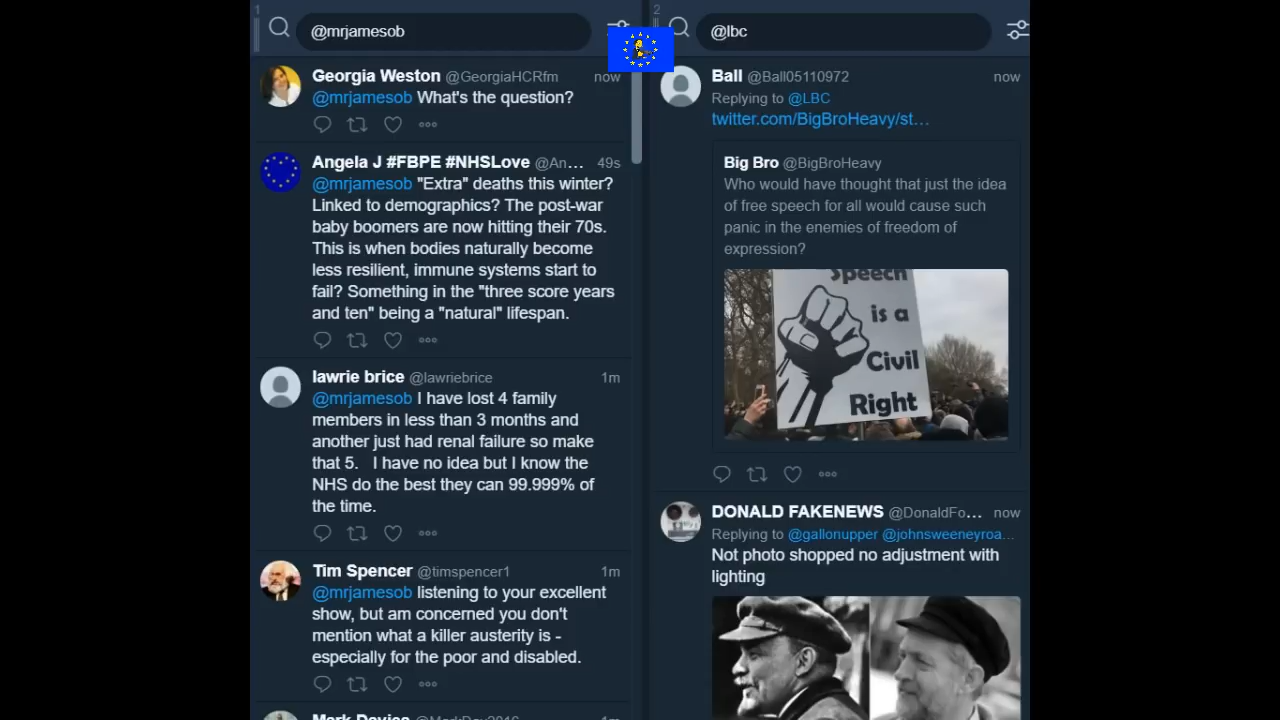 1
@mrjamesob
Georgia Weston @GeorgiaHCRfm now
@mrjamesob What's the question?
Angela J #FBPE #NHSLove @An... 49s
@mrjamesob "Extra" deaths this winter?
Linked to demographics? The post-war
baby boomers are now hitting their 70s.
This is when bodies naturally become
less resilient, immune systems start to
fail? Something in the "three score years
and ten" being a "natural" lifespan.
lawrie brice @lawriebrice 1m
@mrjamesob I have lost 4 family
members in less than 3 months and
another just had renal failure so make
that 5. I have no idea but I know the
NHS do the best they can 99.999% of
the time.
Tim Spencer @timspencer1 1m
@mrjamesob listening to your excellent
show, but am concerned you don't
mention what a killer austerity is -
especially for the poor and disabled.
Mark Davies @MarkDav2016 1m
2
@lbc
Ball @Ball05110972 now
Replying to @LBC
twitter.com/BigBroHeavy/st...
Big Bro @BigBroHeavy
Who would have thought that just the idea
of free speech for all would cause such
panic in the enemies of freedom of
expression?
Speech
is a
Civil
Right
DONALD FAKENEWS @DonaldFo... now
Replying to @gallonupper @johnsweeneyroa...
Not photo shopped no adjustment with
lighting